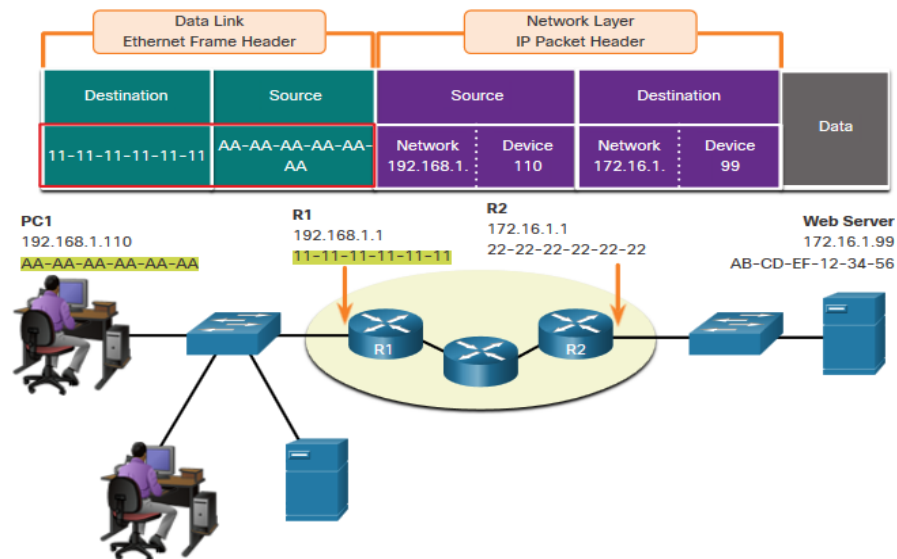 Data Link
Ethernet Frame Header
Network Layer
IP Packet Header
Destination
Source
Source
Destination
Data
11-11-11-11-11-11
AA-AA-AA-AA-AA-
AA
Network
192.168.1.
Device
110
Network
172.16.1.
Device
99
PC1
192.168.1.110
AA-AA-AA-AA-AA-AA
R1
192.168.1.1
11-11-11-11-11-11
R2
172.16.1.1
22-22-22-22-22-22
Web Server
172.16.1.99
AB-CD-EF-12-34-56
R1
R2